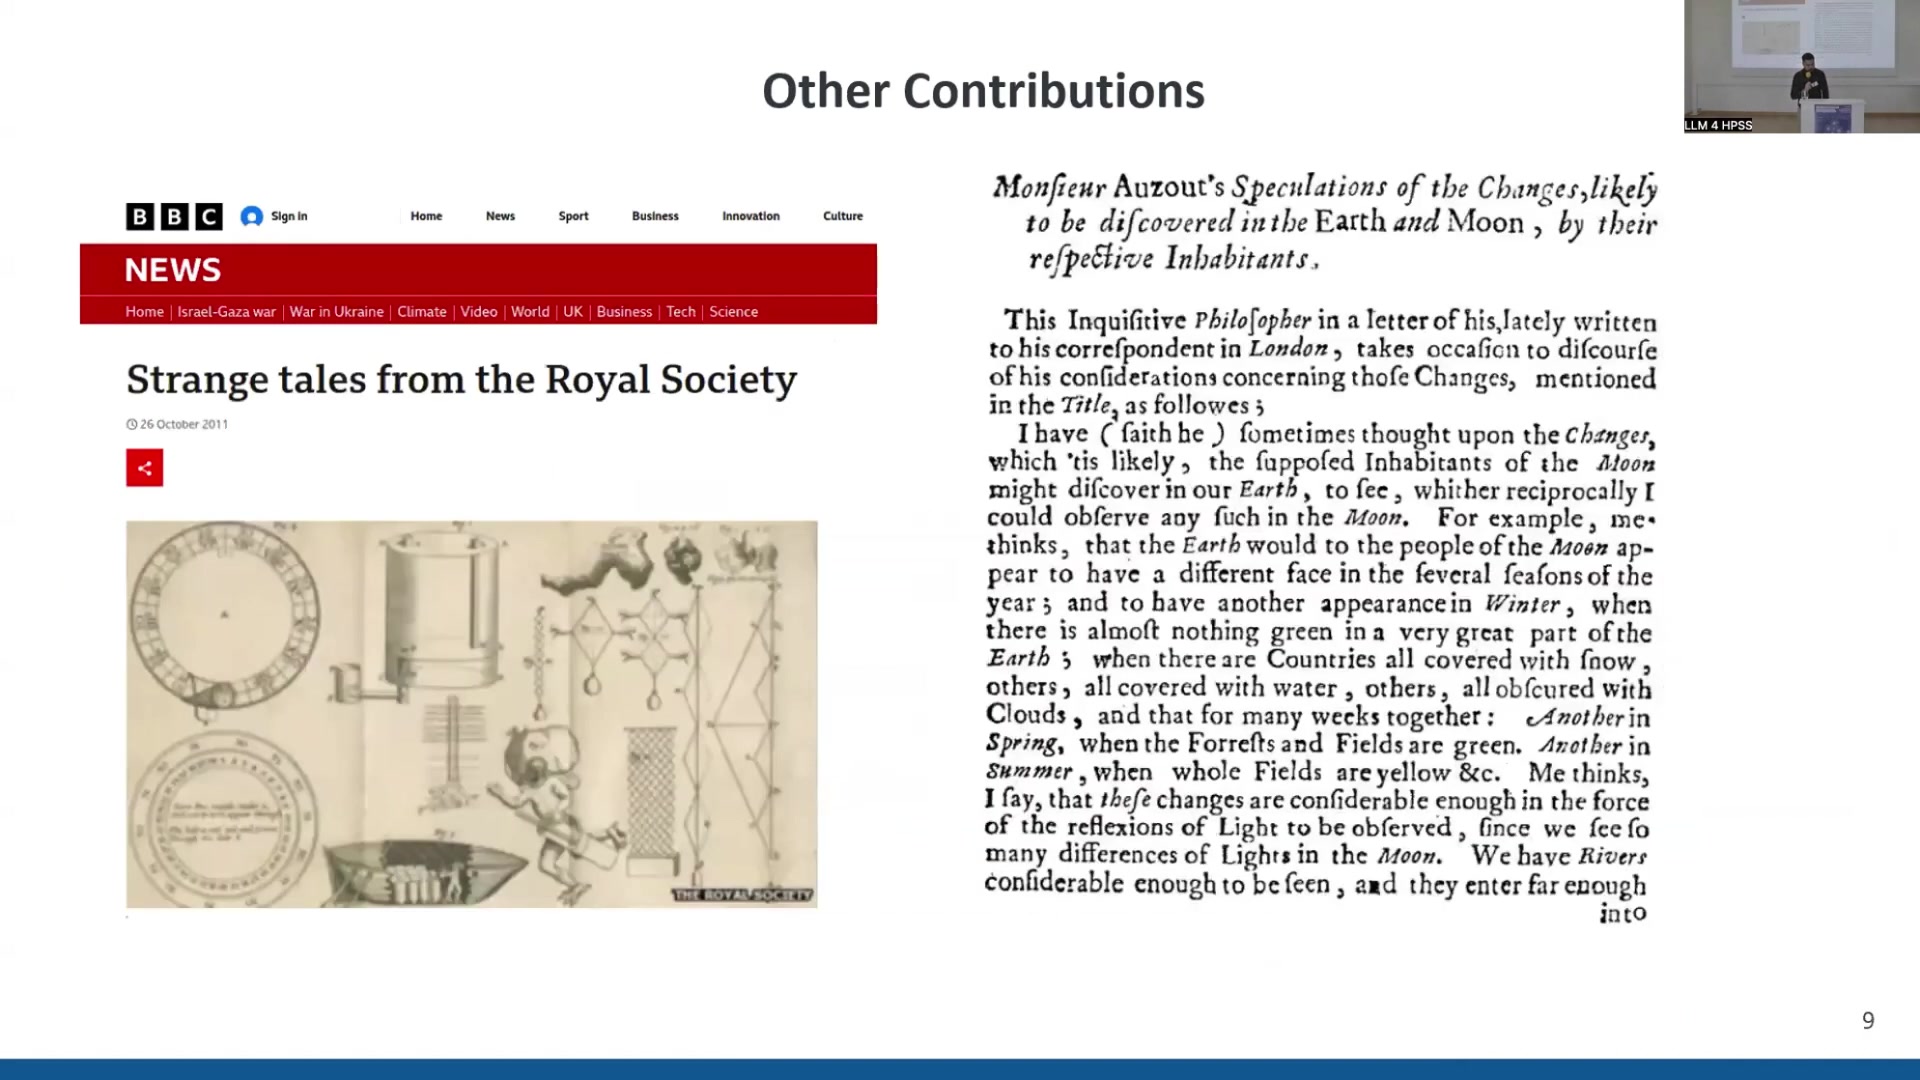 Other Contributions
LLM 4 HPSS
BBC Sign in Home News Sport Business Innovation Culture
NEWS
Home | Israel-Gaza war | War in Ukraine | Climate | Video | World | UK | Business | Tech | Science
Strange tales from the Royal Society
26 October 2011
THE ROYAL SOCIETY
Monſieur Auzout's Speculations of the Changes, likely
to be diſcovered in the Earth and Moon, by their
reſpective Inhabitants.
This Inquiſitive Philoſopher in a letter of his, lately written
to his correſpondent in London, takes occaſion to diſcourſe
of his conſiderations concerning thoſe Changes, mentioned
in the Title, as followes;
I have (ſaith he) ſometimes thought upon the Changes,
which 'tis likely, the ſuppoſed Inhabitants of the Moon
might diſcover in our Earth, to ſee, whither reciprocally I
could obſerve any ſuch in the Moon. For example, me-
thinks, that the Earth would to the people of the Moon ap-
pear to have a different face in the ſeveral ſeaſons of the
year; and to have another appearance in Winter, when
there is almoſt nothing green in a very great part of the
Earth; when there are Countries all covered with ſnow,
others, all covered with water, others, all obſcured with
Clouds, and that for many weeks together: Another in
Spring, when the Forreſts and Fields are green. Another in
Summer, when whole Fields are yellow &c. Me thinks,
I ſay, that theſe changes are conſiderable enough in the force
of the reflexions of Light to be obſerved, ſince we ſee ſo
many differences of Lights in the Moon. We have Rivers
conſiderable enough to be ſeen, and they enter far enough
into
9